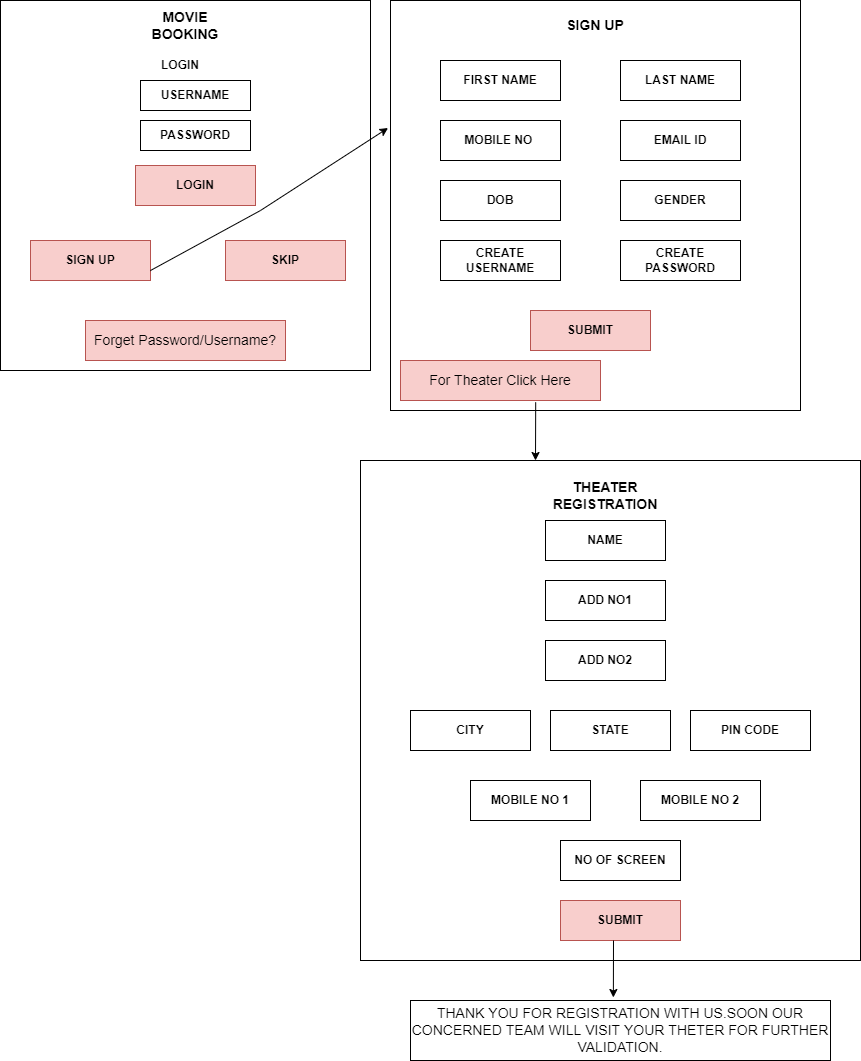 MOVIE
BOOKING
LOGIN
USERNAME
PASSWORD
LOGIN
SIGN UP
SKIP
Forget Password/Username?
SIGN UP
FIRST NAME
LAST NAME
MOBILE NO
EMAIL ID
DOB
GENDER
CREATE
USERNAME
CREATE
PASSWORD
SUBMIT
For Theater Click Here
THEATER
REGISTRATION
NAME
ADD NO1
ADD NO2
CITY
STATE
PIN CODE
MOBILE NO 1
MOBILE NO 2
NO OF SCREEN
SUBMIT
THANK YOU FOR REGISTRATION WITH US.SOON OUR
CONCERNED TEAM WILL VISIT YOUR THETER FOR FURTHER
VALIDATION.